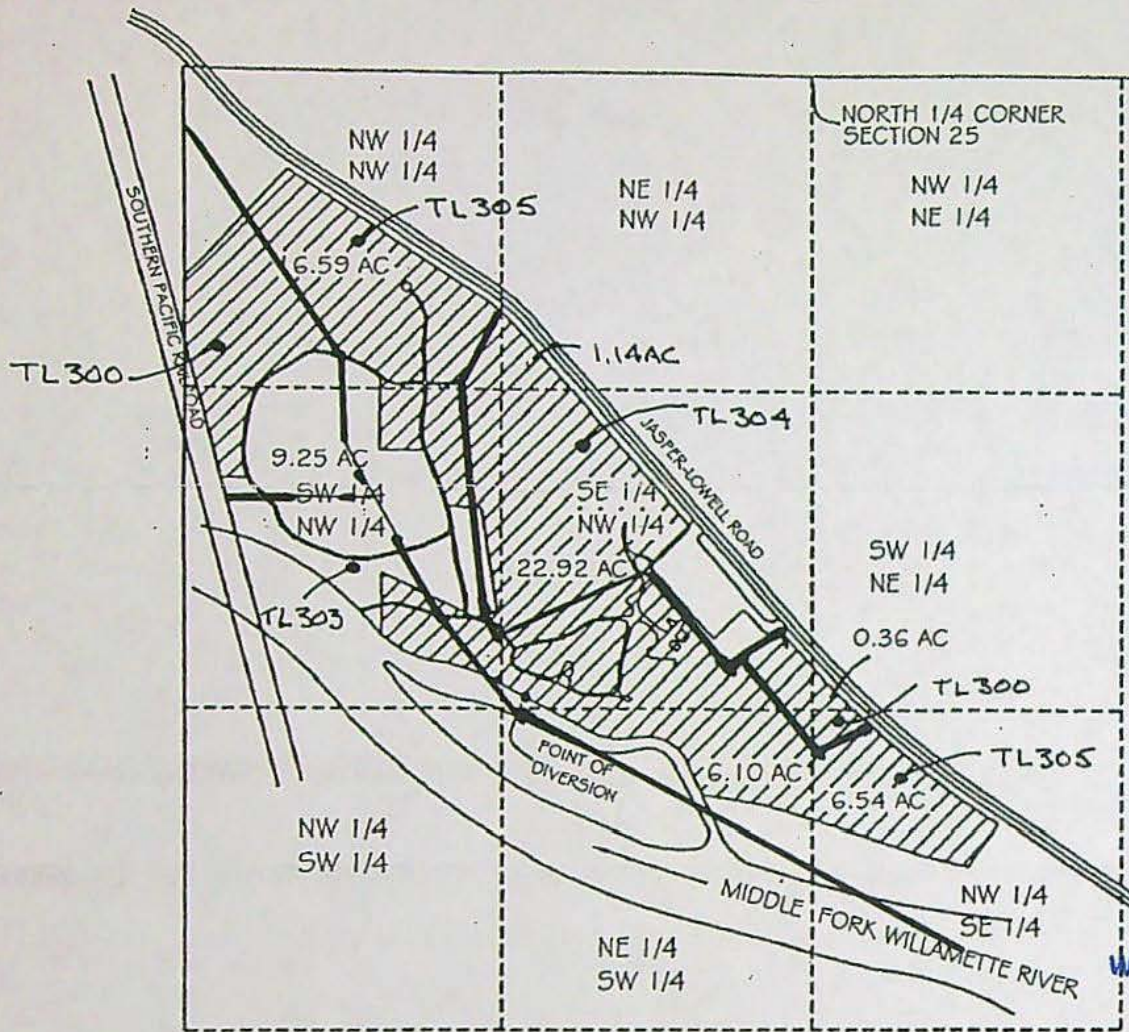 NORTH 1/4 CORNER
SECTION 25
NW 1/4
NW 1/4
NE 1/4
NW 1/4
NW 1/4
NE 1/4
TL305
16.59 AC
SOUTHERN PACIFIC RAILROAD
TL300
1.14AC
TL304
JASPER-LOWELL ROAD
9.25 AC
SW 1/4
NW 1/4
SE 1/4
NW 1/4
22.92 AC
SW 1/4
NE 1/4
TL303
0.36 AC
TL300
TL305
POINT OF
DIVERSION
6.10 AC
6.54 AC
NW 1/4
SW 1/4
NW 1/4
SE 1/4
MIDDLE FORK WILLAMETTE RIVER
NE 1/4
SW 1/4